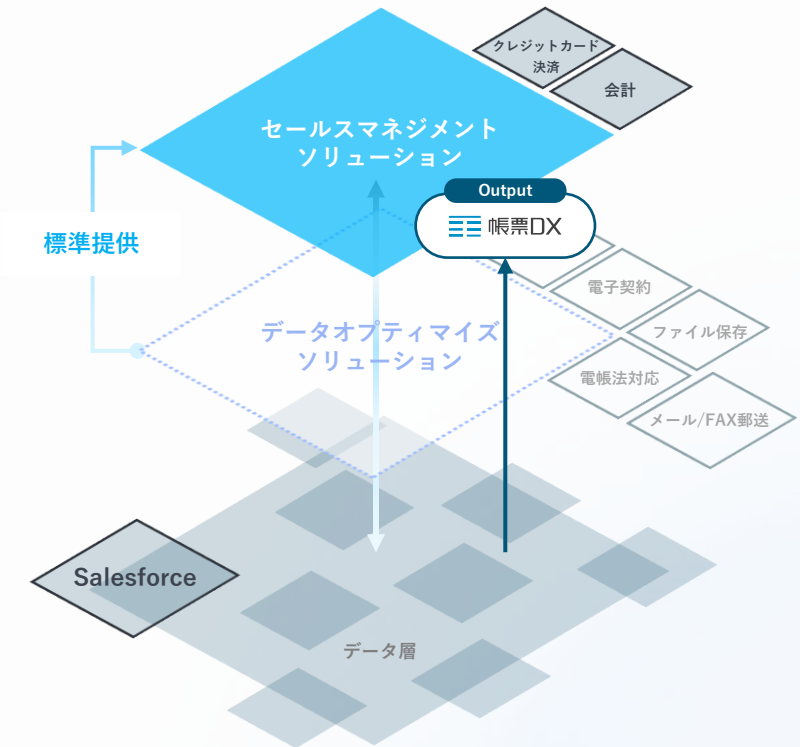 クレジットカード
決済
会計
セールスマネジメント
ソリューション
Output
帳票DX
標準提供
電子契約
データオプティマイズ
ソリューション
ファイル保存
電帳法対応
メール/FAX郵送
Salesforce
データ層